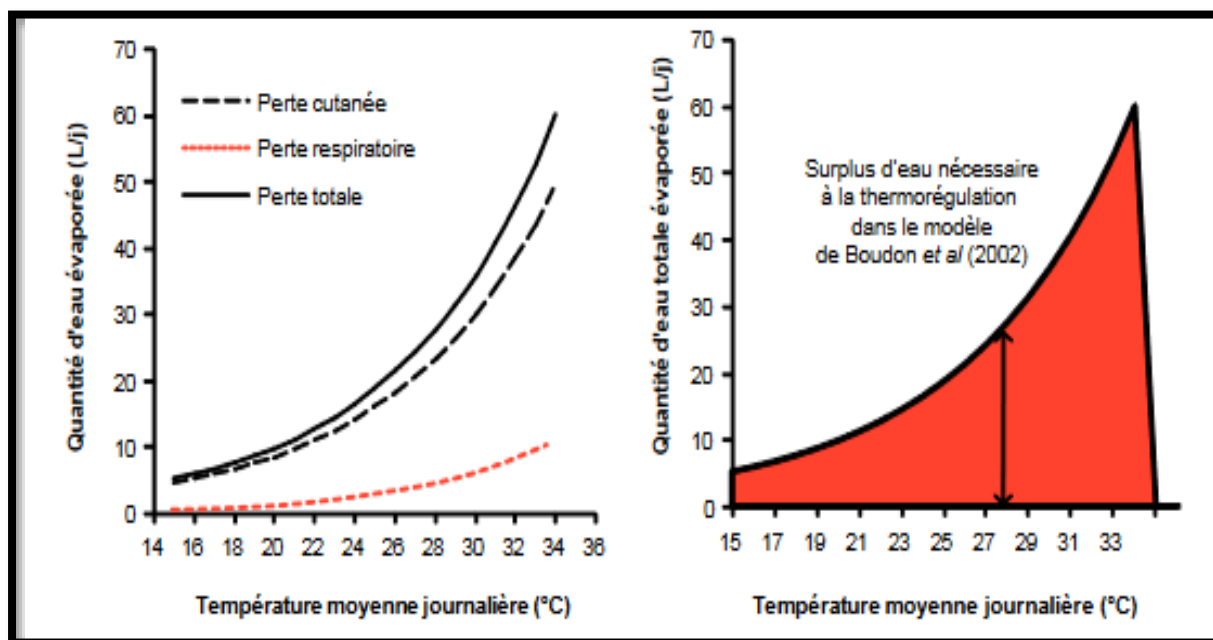 Quantité d'eau évaporée (L/j)
70
60
50
40
30
20
10
0
Perte cutanée
Perte respiratoire
Perte totale
14 16 18 20 22 24 26 28 30 32 34 36
Température moyenne journalière (°C)
Quantité d'eau totale évaporée (L/j)
70
60
50
40
30
20
10
0
Surplus d'eau nécessaire
à la thermorégulation
dans le modèle
de Boudon et al (2002)
15 17 19 21 23 25 27 29 31 33
Température moyenne journalière (°C)